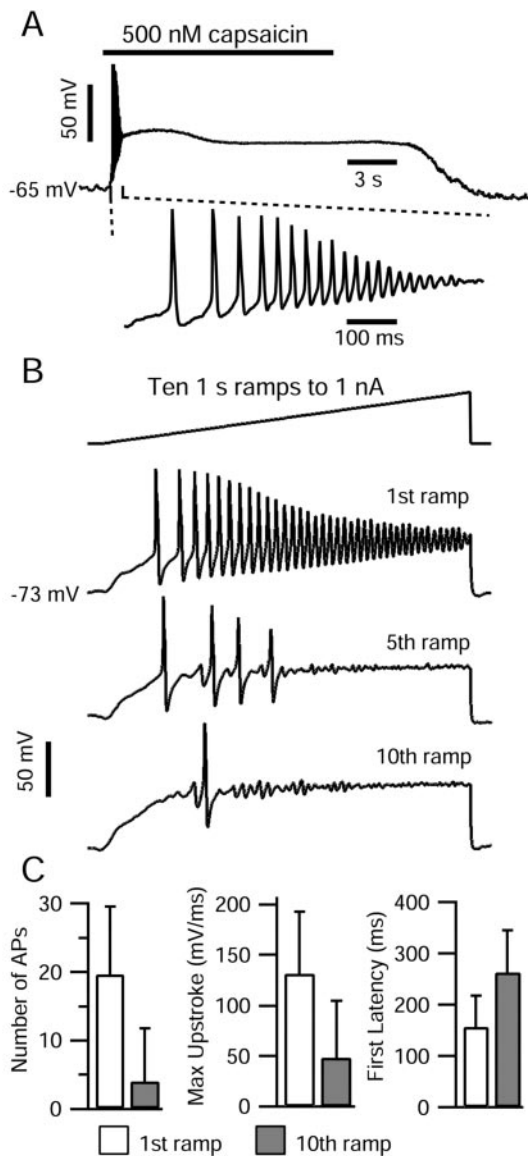 A
500 nM capsaicin
50 mV
3 s
-65 mV
100 ms
B
Ten 1 s ramps to 1 nA
1st ramp
-73 mV
5th ramp
50 mV
10th ramp
C
Number of APs
30
20
10
0
Max Upstroke (mV/ms)
200
150
100
50
0
First Latency (ms)
400
300
200
100
0
1st ramp
10th ramp